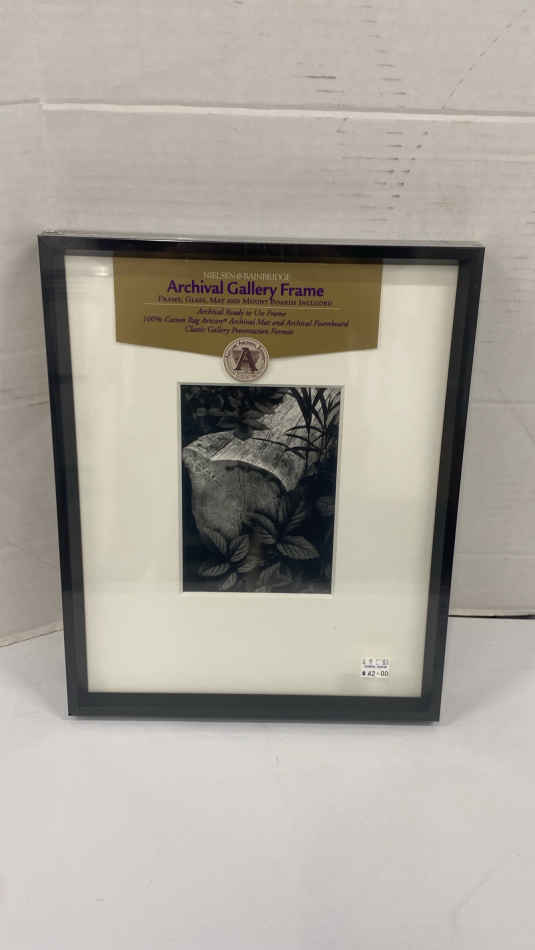 NIELSEN & BAINBRIDGE
Archival Gallery Frame
FRAME, GLASS, MAT AND MOUNT BOARDS INCLUDED
Archival Ready to Use Frame
100% Cotton Rag Artcare® Archival Mat and Archival Foamboard
Classic Gallery Presentation Format
A
42.00